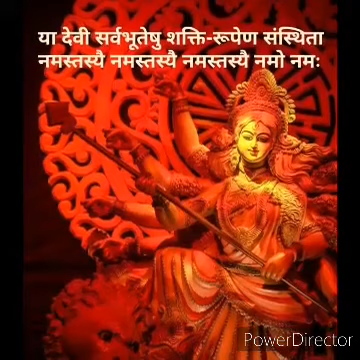 या देवी सर्वभूतेषु शक्ति-रूपेण संस्थिता
नमस्तस्यै नमस्तस्यै नमस्तस्यै नमो नमः
PowerDirector